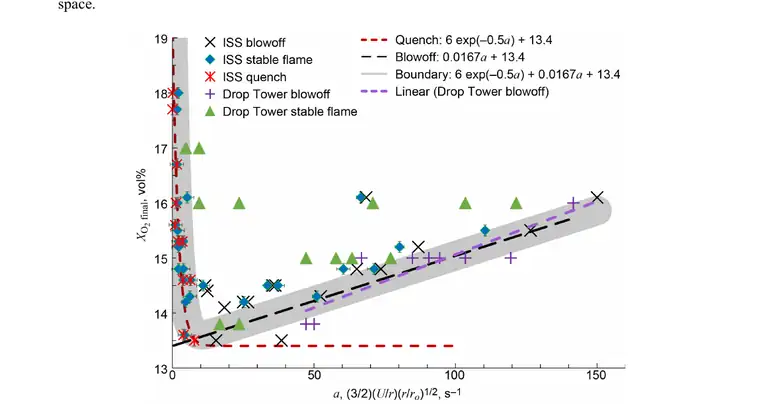 space.
ISS blowoff
ISS stable flame
ISS quench
Drop Tower blowoff
Drop Tower stable flame
Quench: 6 exp(–0.5a) + 13.4
Blowoff: 0.0167a + 13.4
Boundary: 6 exp(–0.5a) + 0.0167a + 13.4
Linear (Drop Tower blowoff)
19
18
17
16
15
14
13
X_O2 final, vol%
0
50
100
150
a, (3/2)(U/r)(r/ro)1/2, s–1